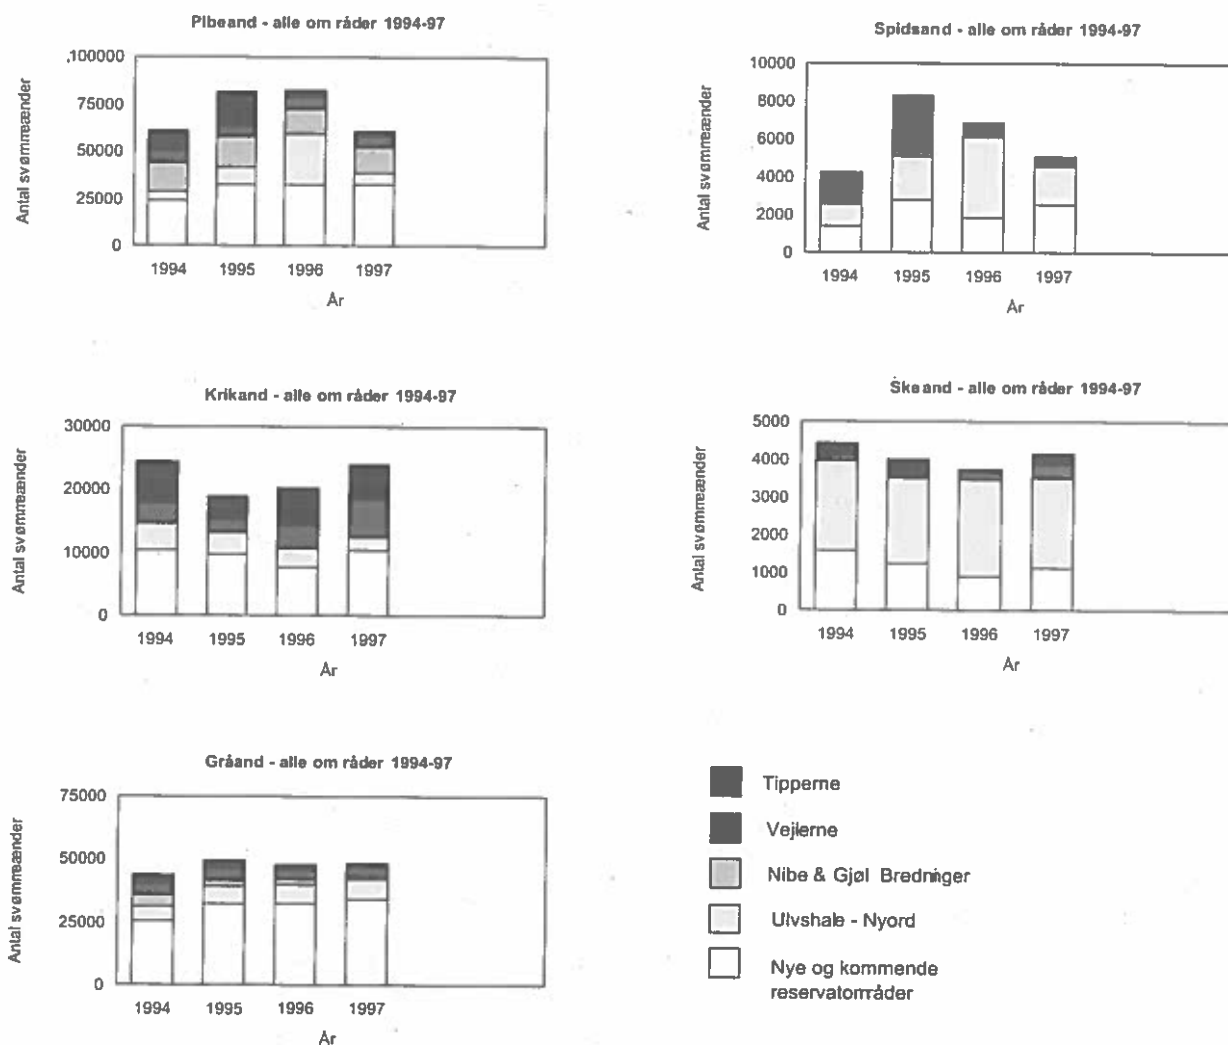 Pibeand - alle om råder 1994-97
Antal svømmeænder
100000
75000
50000
25000
0
1994 1995 1996 1997
År
Spidsand - alle om råder 1994-97
Antal svømmeænder
10000
8000
6000
4000
2000
0
1994 1995 1996 1997
År
Krikand - alle om råder 1994-97
Antal svømmeænder
30000
20000
10000
0
1994 1995 1996 1997
År
Skeand - alle om råder 1994-97
Antal svømmeænder
5000
4000
3000
2000
1000
0
1994 1995 1996 1997
År
Gråand - alle om råder 1994-97
Antal svømmeænder
75000
50000
25000
0
1994 1995 1996 1997
År
Tipperne
Vejlerne
Nibe & Gjøl Bredninger
Ulvshale - Nyord
Nye og kommende
reservatområder